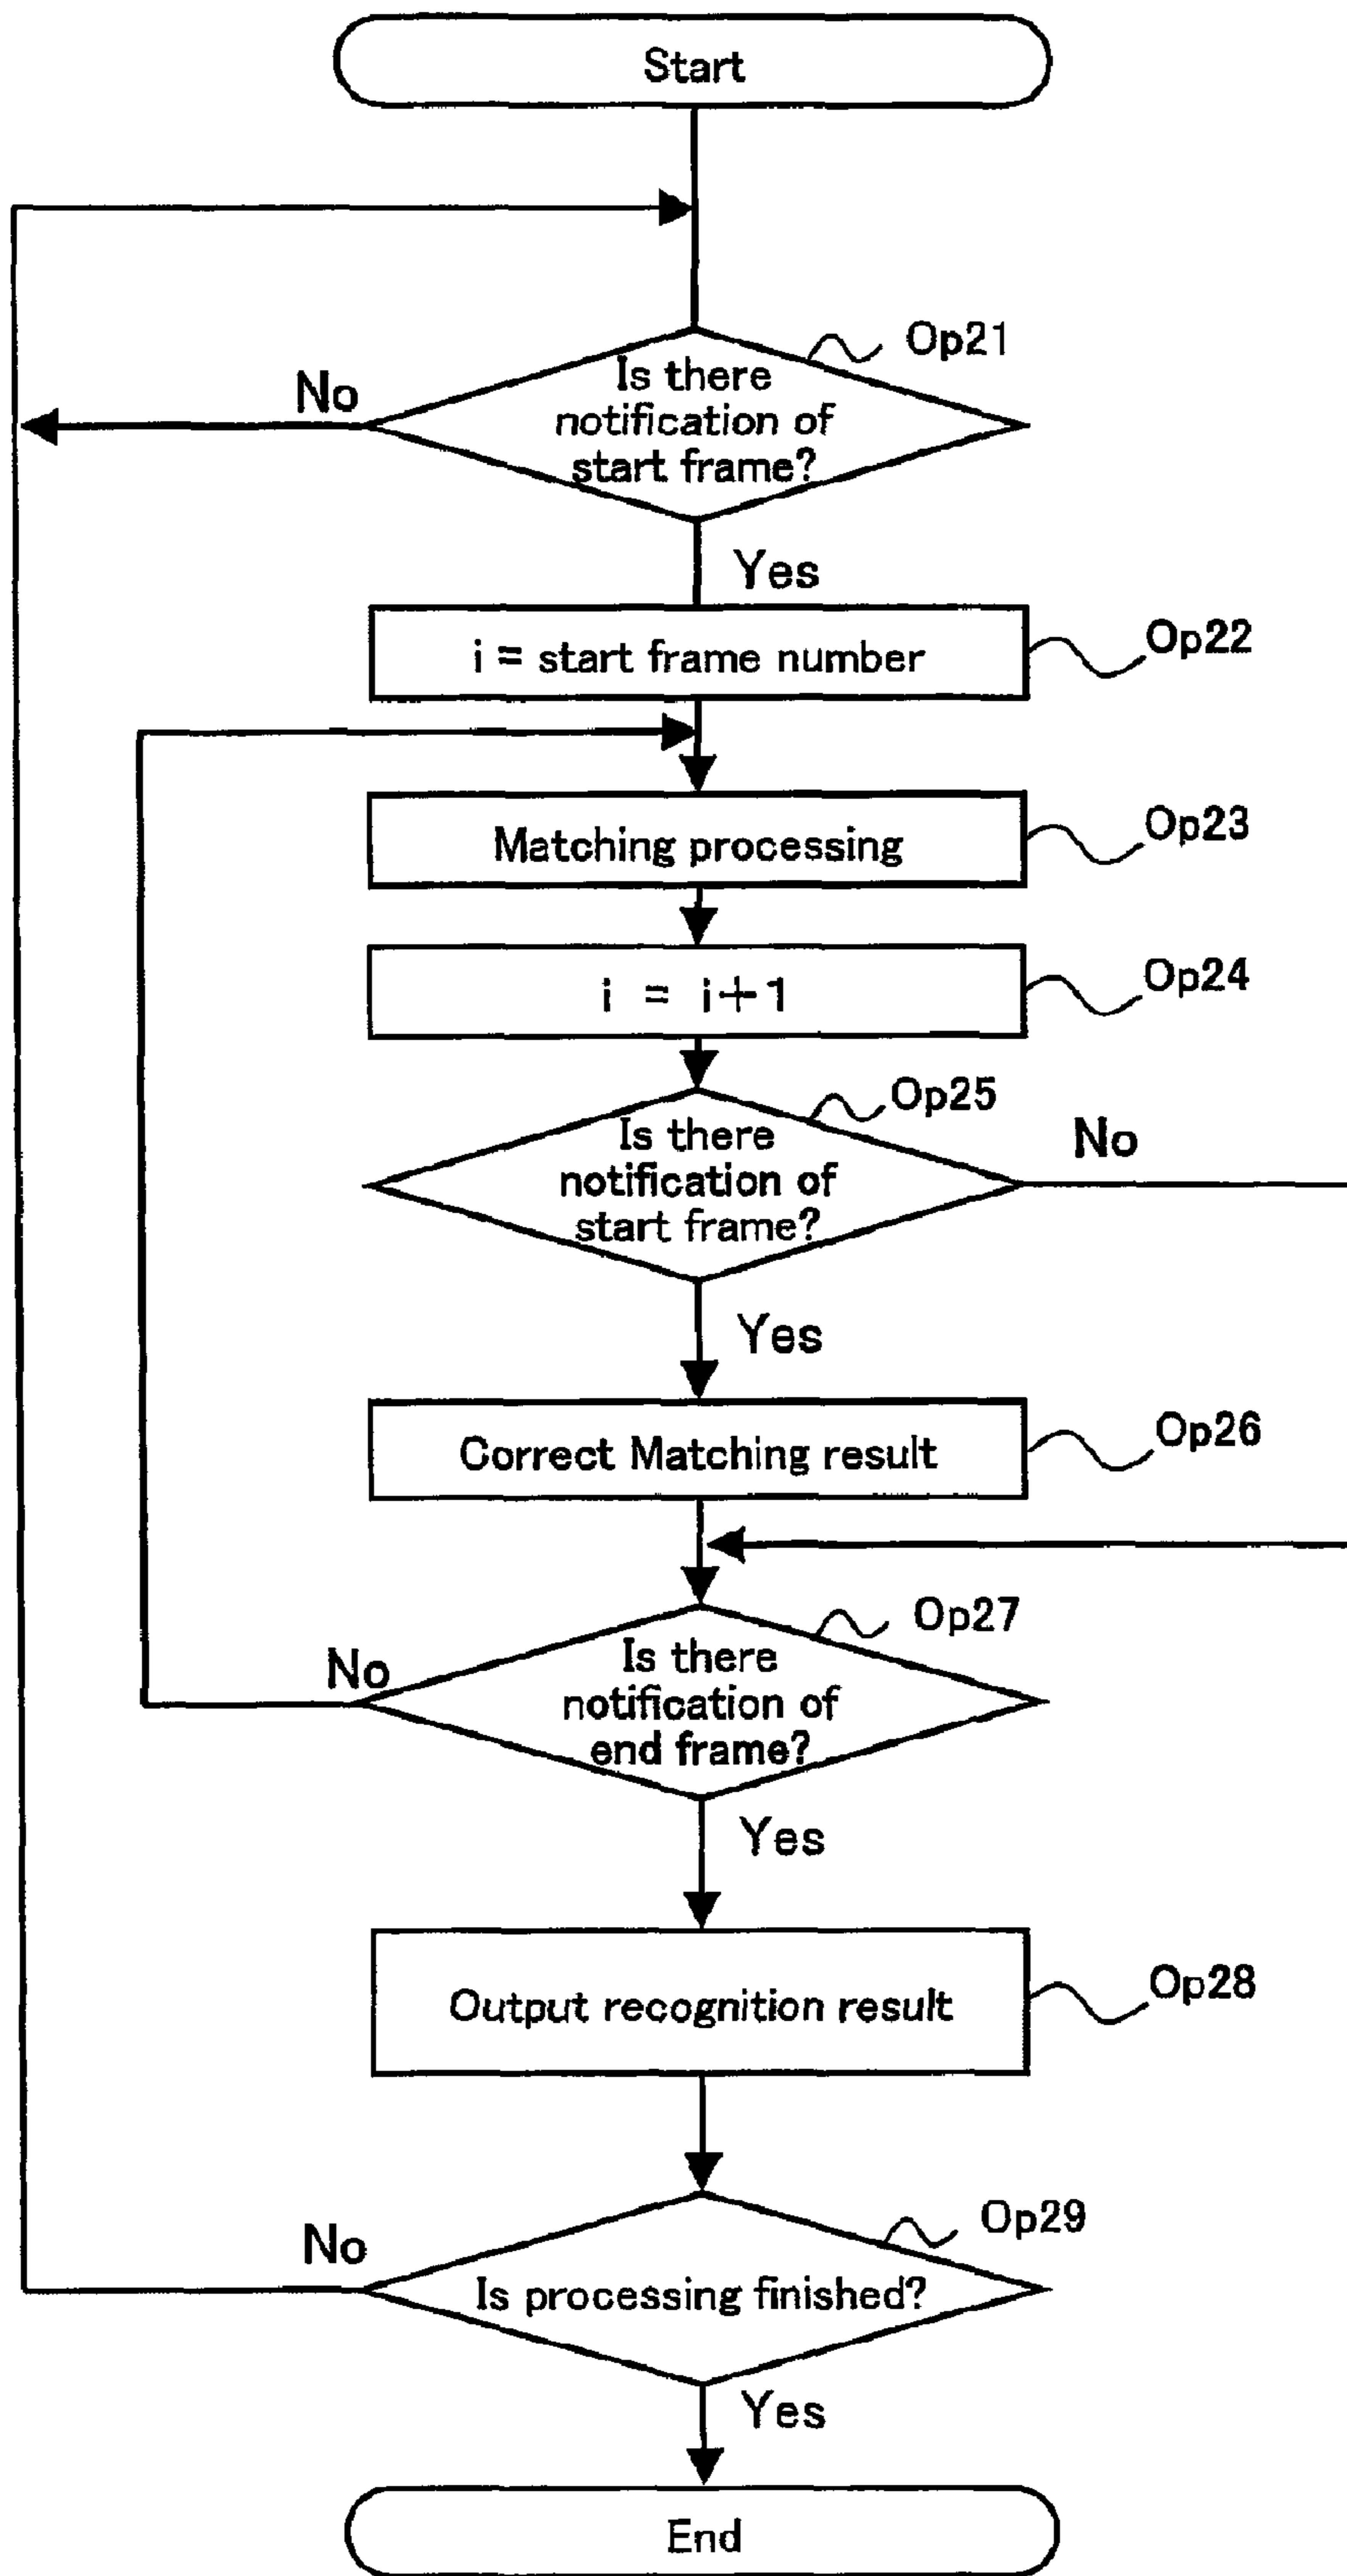 Start
Op21
Is there
notification of
start frame?
No
Yes
i = start frame number
Op22
Matching processing
Op23
i = i+1
Op24
Op25
Is there
notification of
start frame?
No
Yes
Correct Matching result
Op26
Op27
Is there
notification of
end frame?
No
Yes
Output recognition result
Op28
Op29
Is processing finished?
No
Yes
End